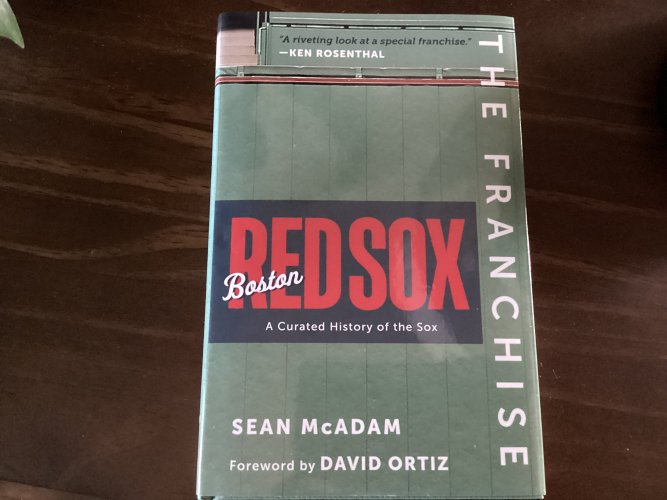 "A riveting look at a special franchise."
—KEN ROSENTHAL
THE FRANCHISE
Boston
RED SOX
A Curated History of the Sox
SEAN McADAM
Foreword by DAVID ORTIZ